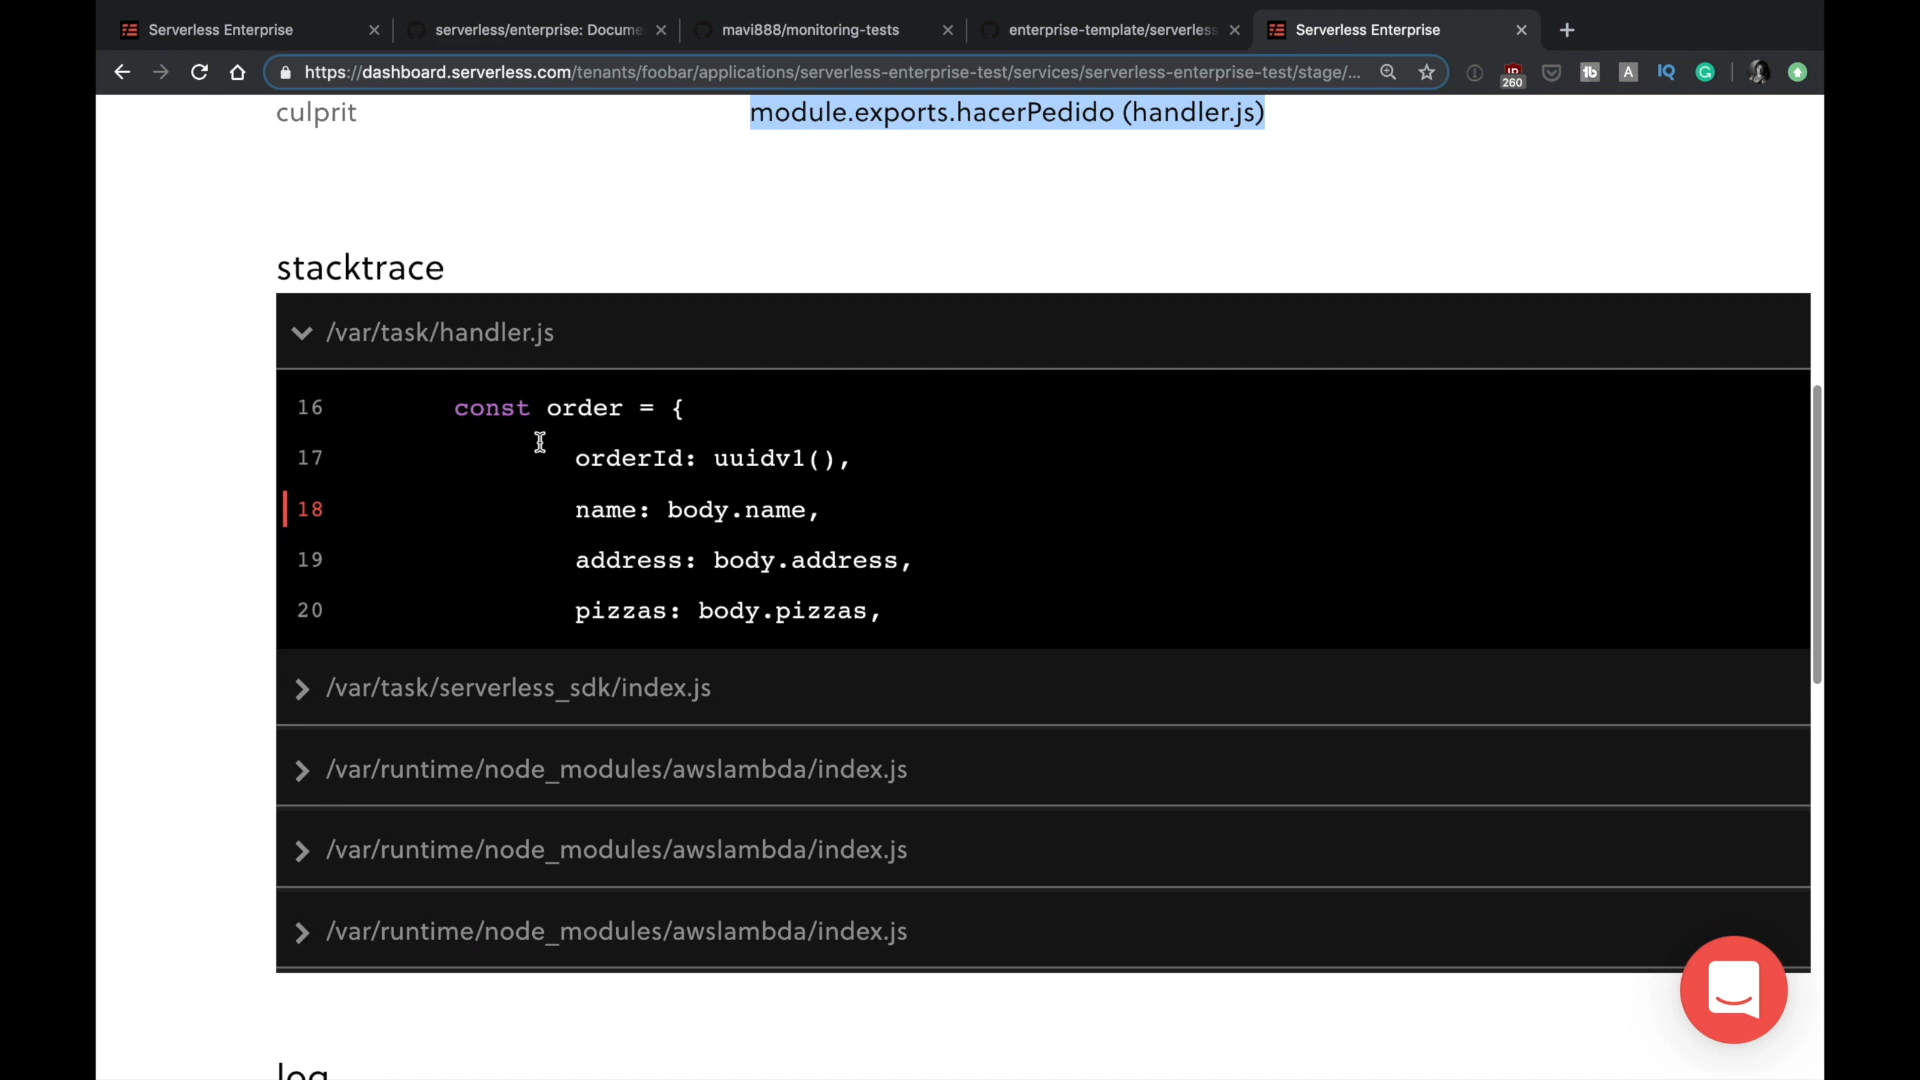 Serverless Enterprise
serverless/enterprise: Docume
mavi888/monitoring-tests
enterprise-template/serverless
Serverless Enterprise
https://dashboard.serverless.com/tenants/foobar/applications/serverless-enterprise-test/services/serverless-enterprise-test/stage/...
260
1b
A
IQ
G
culprit
module.exports.hacerPedido (handler.js)
stacktrace
/var/task/handler.js
16 const order = {
17 orderId: uuidv1(),
18 name: body.name,
19 address: body.address,
20 pizzas: body.pizzas,
/var/task/serverless_sdk/index.js
/var/runtime/node_modules/awslambda/index.js
/var/runtime/node_modules/awslambda/index.js
/var/runtime/node_modules/awslambda/index.js
log